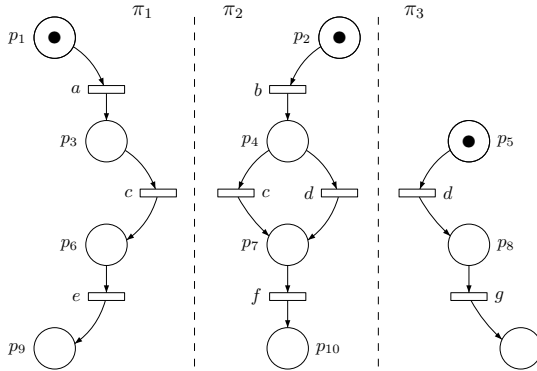 π₁ π₂ π₃
p₁ p₂
a b
p₃ p₄ p₅
c c d d
p₆ p₇ p₈
e f g
p₉ p₁₀